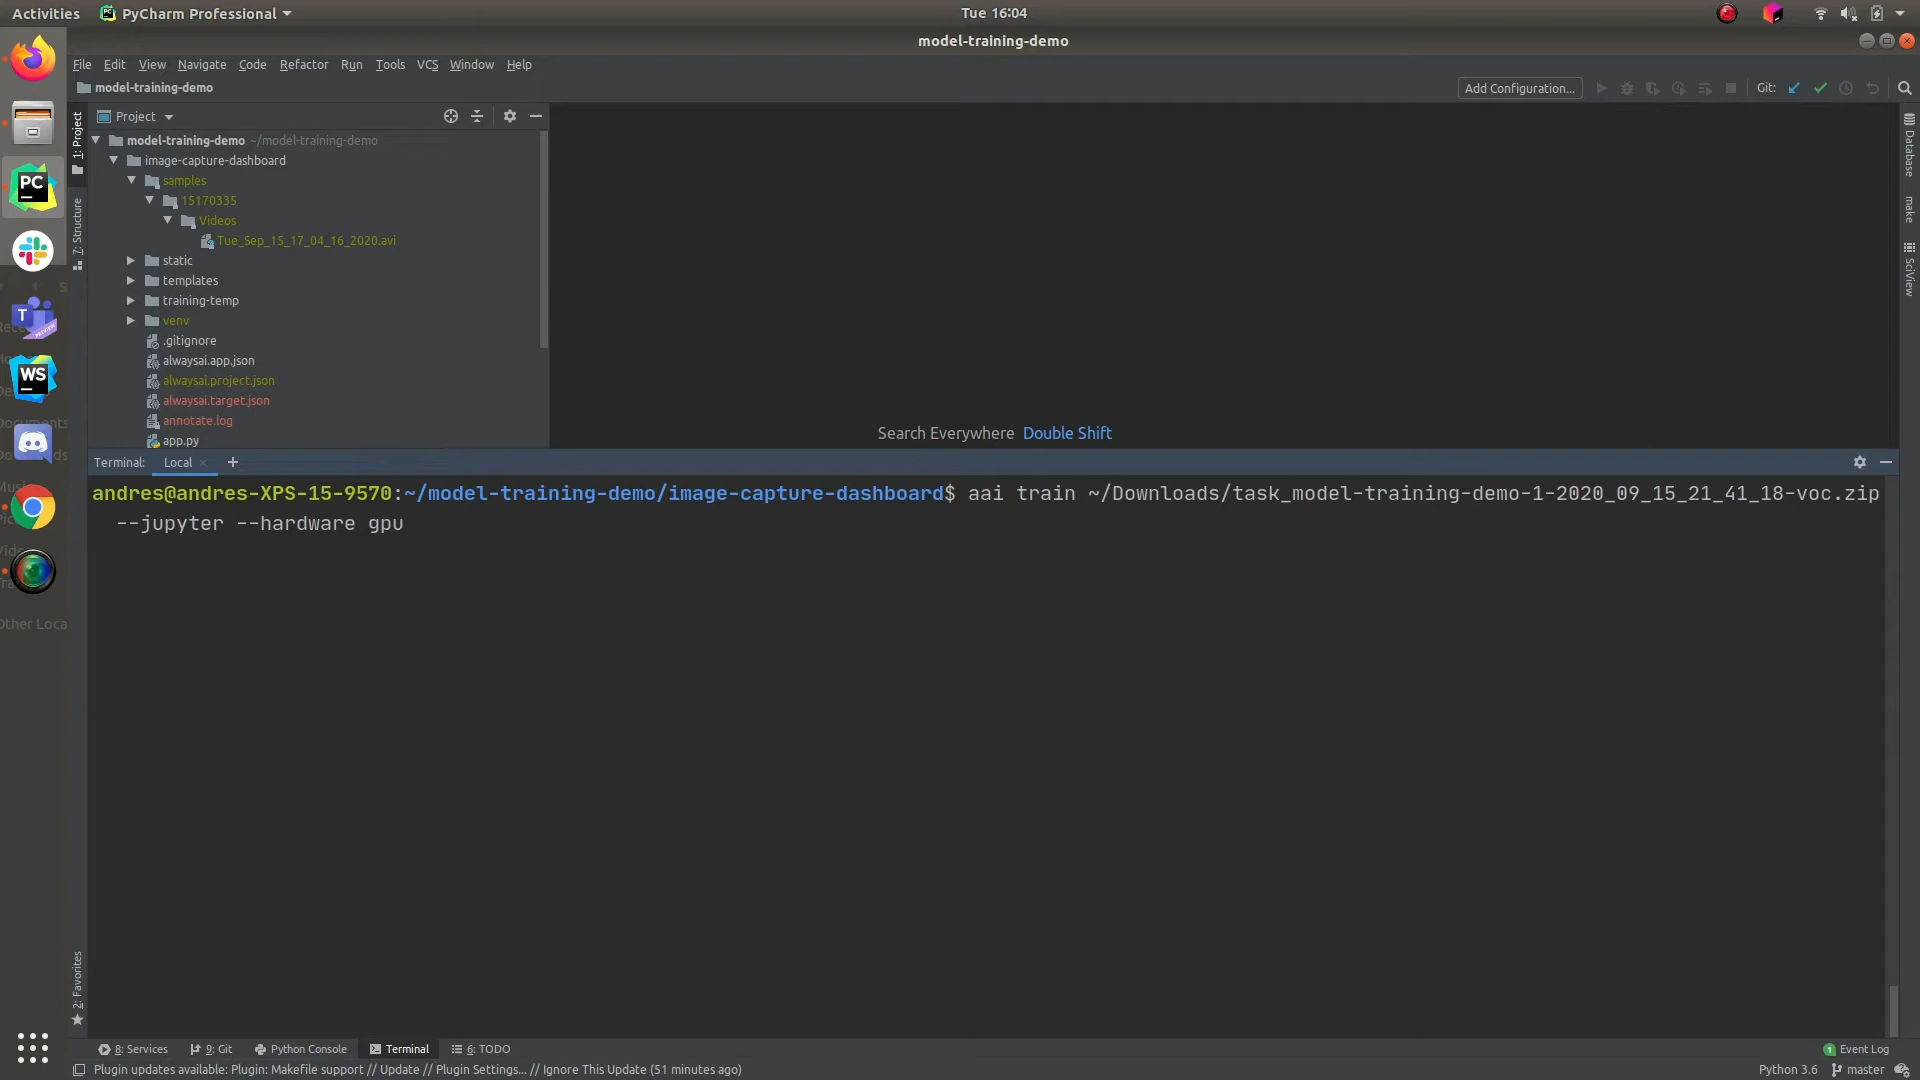 Activities PyCharm Professional Tue 16:04
model-training-demo
File Edit View Navigate Code Refactor Run Tools VCS Window Help
model-training-demo Add Configuration... Git:
Project
model-training-demo ~/model-training-demo
image-capture-dashboard
samples
15170335
Videos
Tue_Sep_15_17_04_16_2020.avi
static
templates
training-temp
venv
.gitignore
alwaysai.app.json
alwaysai.project.json
alwaysai.target.json
annotate.log
app.py
1: Project
7: Structure
2: Favorites
Database
make
SciView
PC
T
PREVIEW
WS
Other Loca
Search Everywhere Double Shift
Terminal: Local × +
andres@andres-XPS-15-9570:~/model-training-demo/image-capture-dashboard$ aai train ~/Downloads/task_model-training-demo-1-2020_09_15_21_41_18-voc.zip
--jupyter --hardware gpu
8: Services 9: Git Python Console Terminal 6: TODO 1 Event Log
Plugin updates available: Plugin: Makefile support // Update // Plugin Settings... // Ignore This Update (51 minutes ago) Python 3.6 master